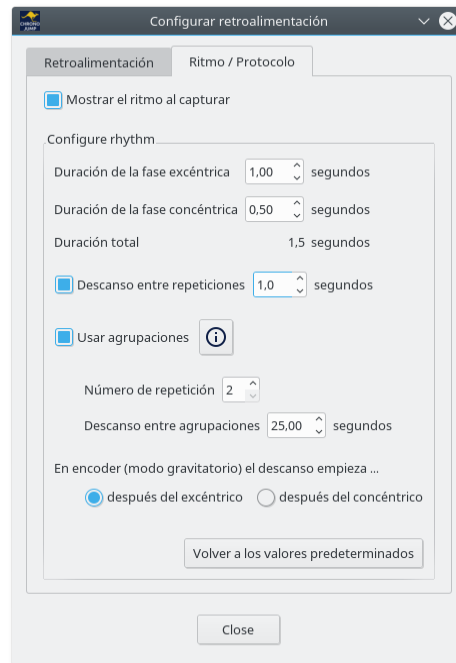 CHRONO
JUMP
Configurar retroalimentación
Retroalimentación Ritmo / Protocolo
Mostrar el ritmo al capturar
Configure rhythm
Duración de la fase excéntrica 1,00 segundos
Duración de la fase concéntrica 0,50 segundos
Duración total 1,5 segundos
Descanso entre repeticiones 1,0 segundos
Usar agrupaciones
Número de repetición 2
Descanso entre agrupaciones 25,00 segundos
En encoder (modo gravitatorio) el descanso empieza ...
después del excéntrico después del concéntrico
Volver a los valores predeterminados
Close